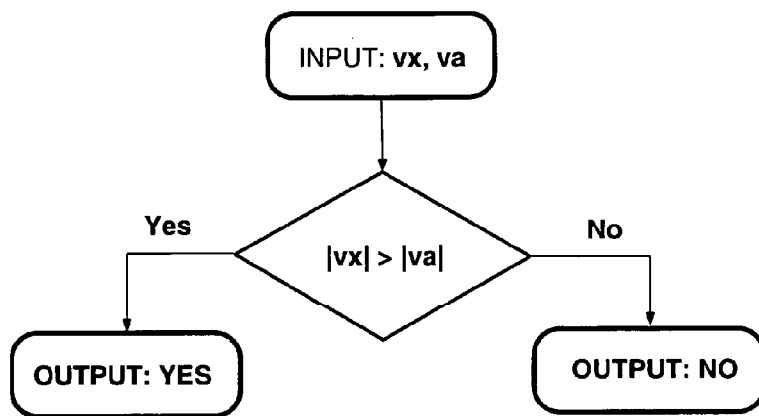 INPUT: vx, va
Yes
No
|vx| > |va|
OUTPUT: YES
OUTPUT: NO